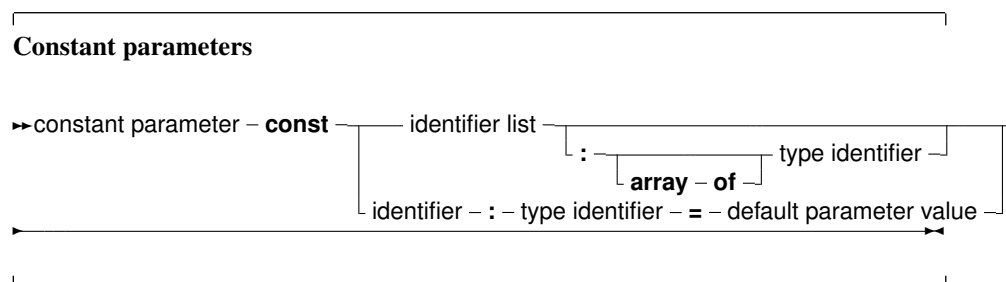 Constant parameters
constant parameter – const – identifier list –
: – type identifier –
array – of –
identifier – : – type identifier – = – default parameter value –